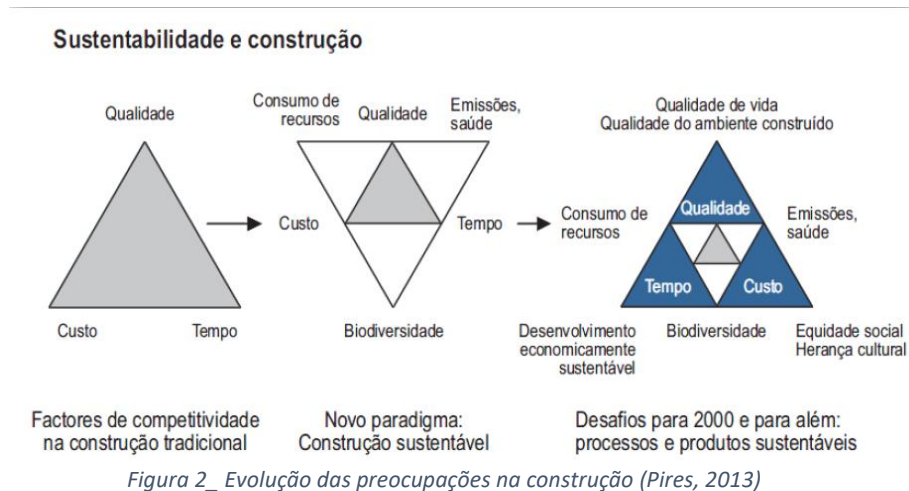 Sustentabilidade e construção
Qualidade
Custo
Tempo
Factores de competitividade
na construção tradicional
Consumo de
recursos
Qualidade
Emissões,
saúde
Custo
Tempo
Biodiversidade
Novo paradigma:
Construção sustentável
Qualidade de vida
Qualidade do ambiente construído
Consumo de
recursos
Qualidade
Emissões,
saúde
Tempo
Custo
Desenvolvimento
economicamente
sustentável
Biodiversidade
Equidade social
Herança cultural
Desafios para 2000 e para além:
processos e produtos sustentáveis
Figura 2_ Evolução das preocupações na construção (Pires, 2013)